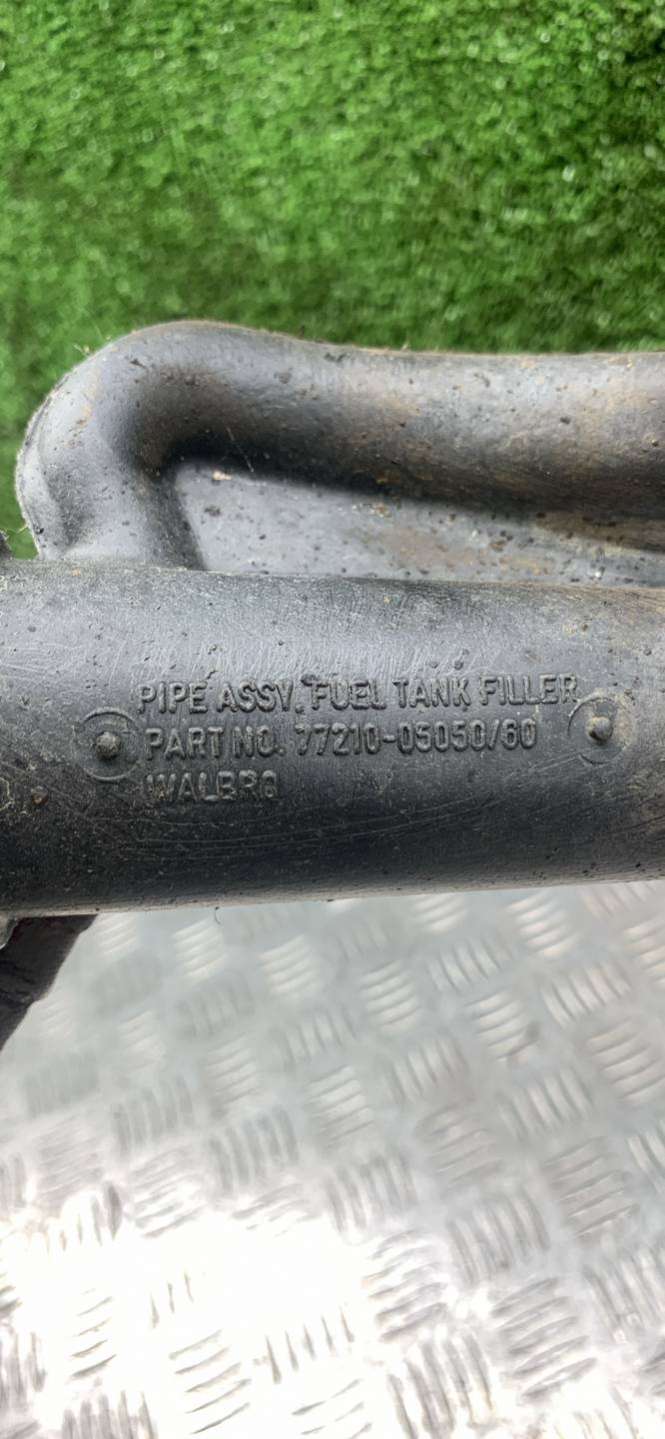 PIPE ASSY, FUEL TANK FILLER
PART NO. 77210-05050/60
WALBRO